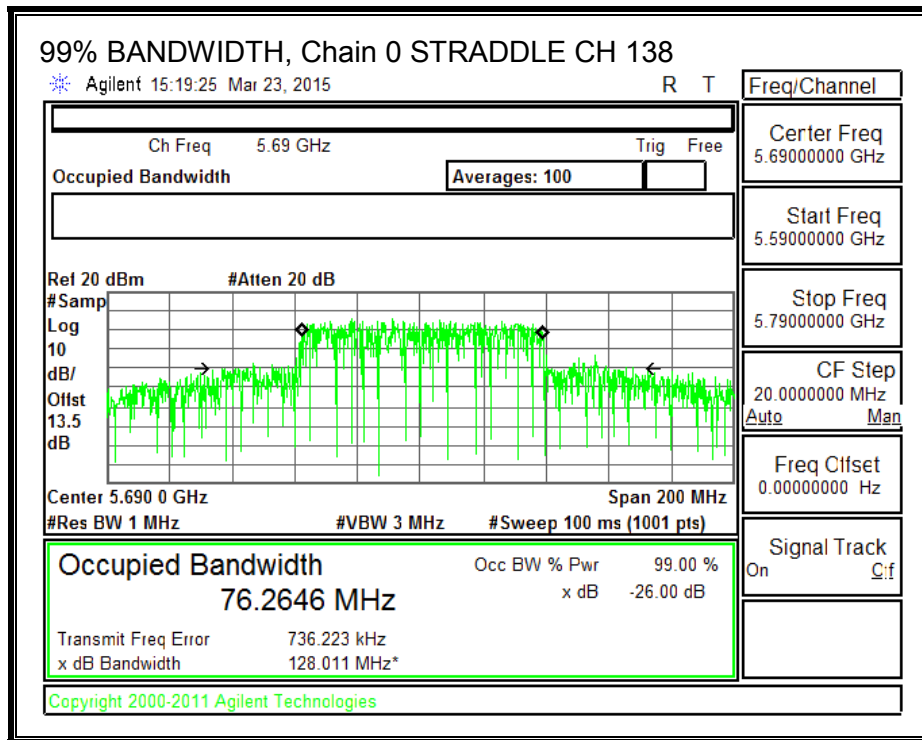 99% BANDWIDTH, Chain 0 STRADDLE CH 138
Agilent 15:19:25 Mar 23, 2015 R T
Freq/Channel
Ch Freq 5.69 GHz Trig Free
Occupied Bandwidth Averages: 100
Center Freq
5.69000000 GHz
Start Freq
5.59000000 GHz
Stop Freq
5.79000000 GHz
CF Step
20.0000000 MHz
Auto Man
Freq Offset
0.00000000 Hz
Signal Track
On Off
Ref 20 dBm #Atten 20 dB
#Samp
Log
10
dB/
Offst
13.5
dB
Center 5.690 0 GHz Span 200 MHz
#Res BW 1 MHz #VBW 3 MHz #Sweep 100 ms (1001 pts)
Occupied Bandwidth
76.2646 MHz
Occ BW % Pwr 99.00 %
x dB -26.00 dB
Transmit Freq Error 736.223 kHz
x dB Bandwidth 128.011 MHz*
Copyright 2000-2011 Agilent Technologies